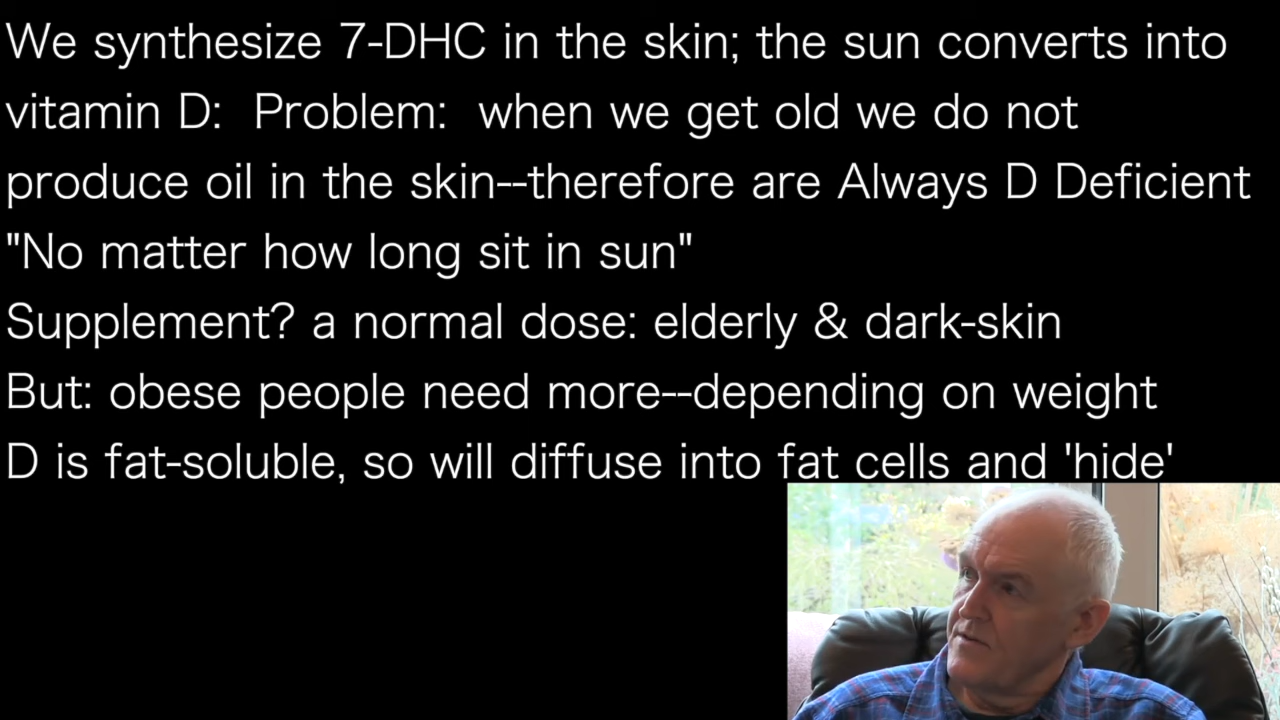 We synthesize 7-DHC in the skin; the sun converts into
vitamin D:  Problem:  when we get old we do not
produce oil in the skin--therefore are Always D Deficient
"No matter how long sit in sun"
Supplement? a normal dose: elderly & dark-skin
But: obese people need more--depending on weight
D is fat-soluble, so will diffuse into fat cells and 'hide'